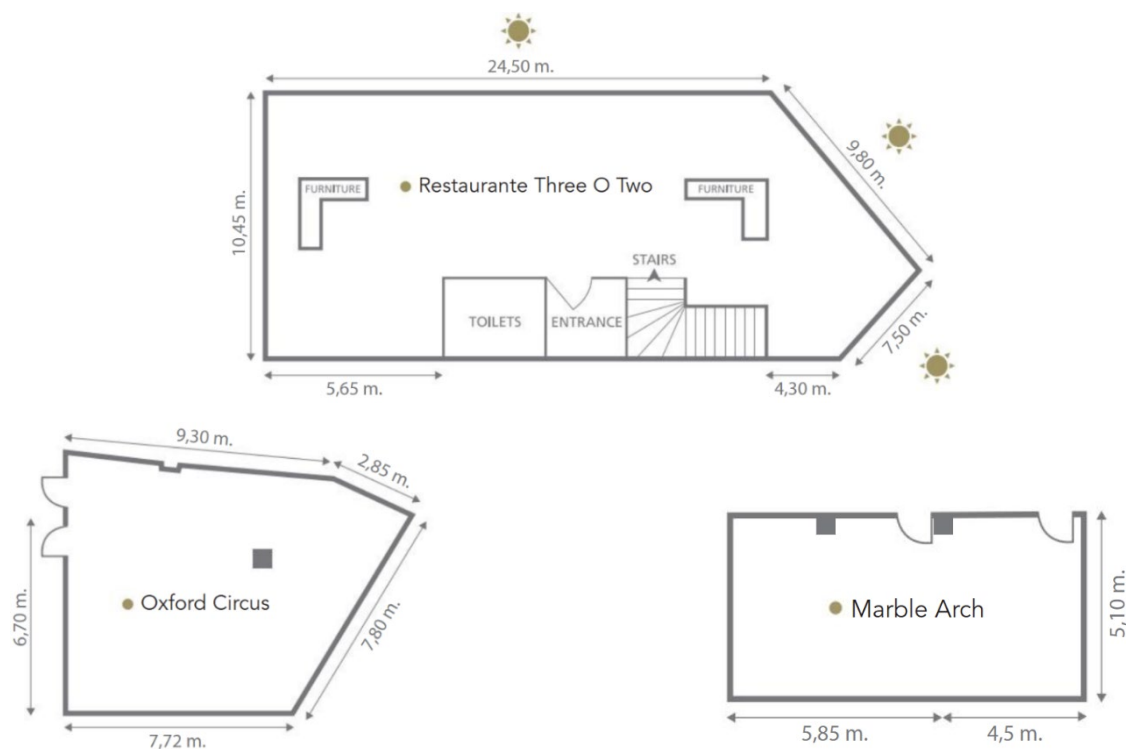 24,50 m.
9,80 m.
10,45 m.
FURNITURE
Restaurante Three O Two
FURNITURE
STAIRS
TOILETS
ENTRANCE
7,50 m.
5,65 m.
4,30 m.
9,30 m.
2,85 m.
6,70 m.
Oxford Circus
7,80 m.
7,72 m.
Marble Arch
5,10 m.
5,85 m.
4,5 m.